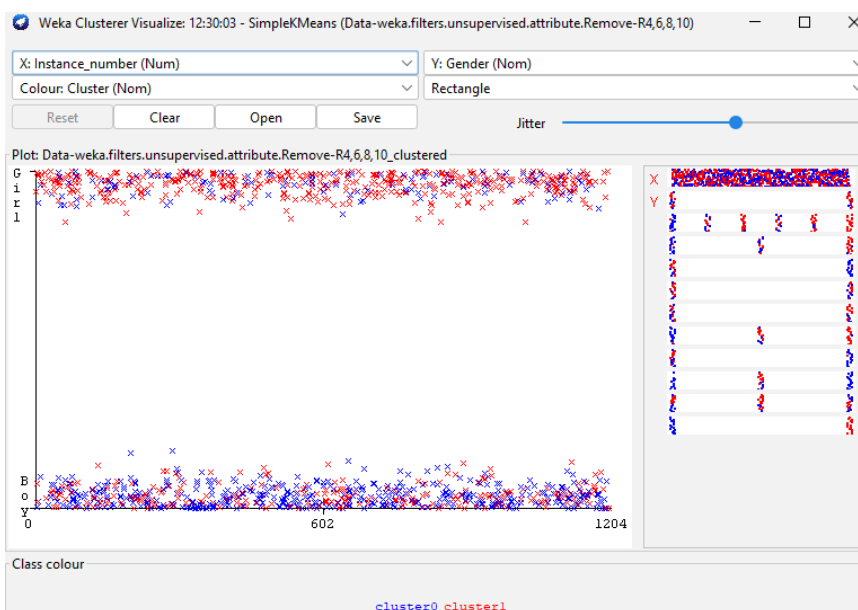 Weka Clusterer Visualize: 12:30:03 - SimpleKMeans (Data-weka.filters.unsupervised.attribute.Remove-R4,6,8,10)
X: Instance_number (Num) Y: Gender (Nom)
Colour: Cluster (Nom) Rectangle
Reset Clear Open Save Jitter
Plot: Data-weka.filters.unsupervised.attribute.Remove-R4,6,8,10_clustered
Girl
X
Y
Boy
0 602 1204
Class colour
cluster0 cluster1